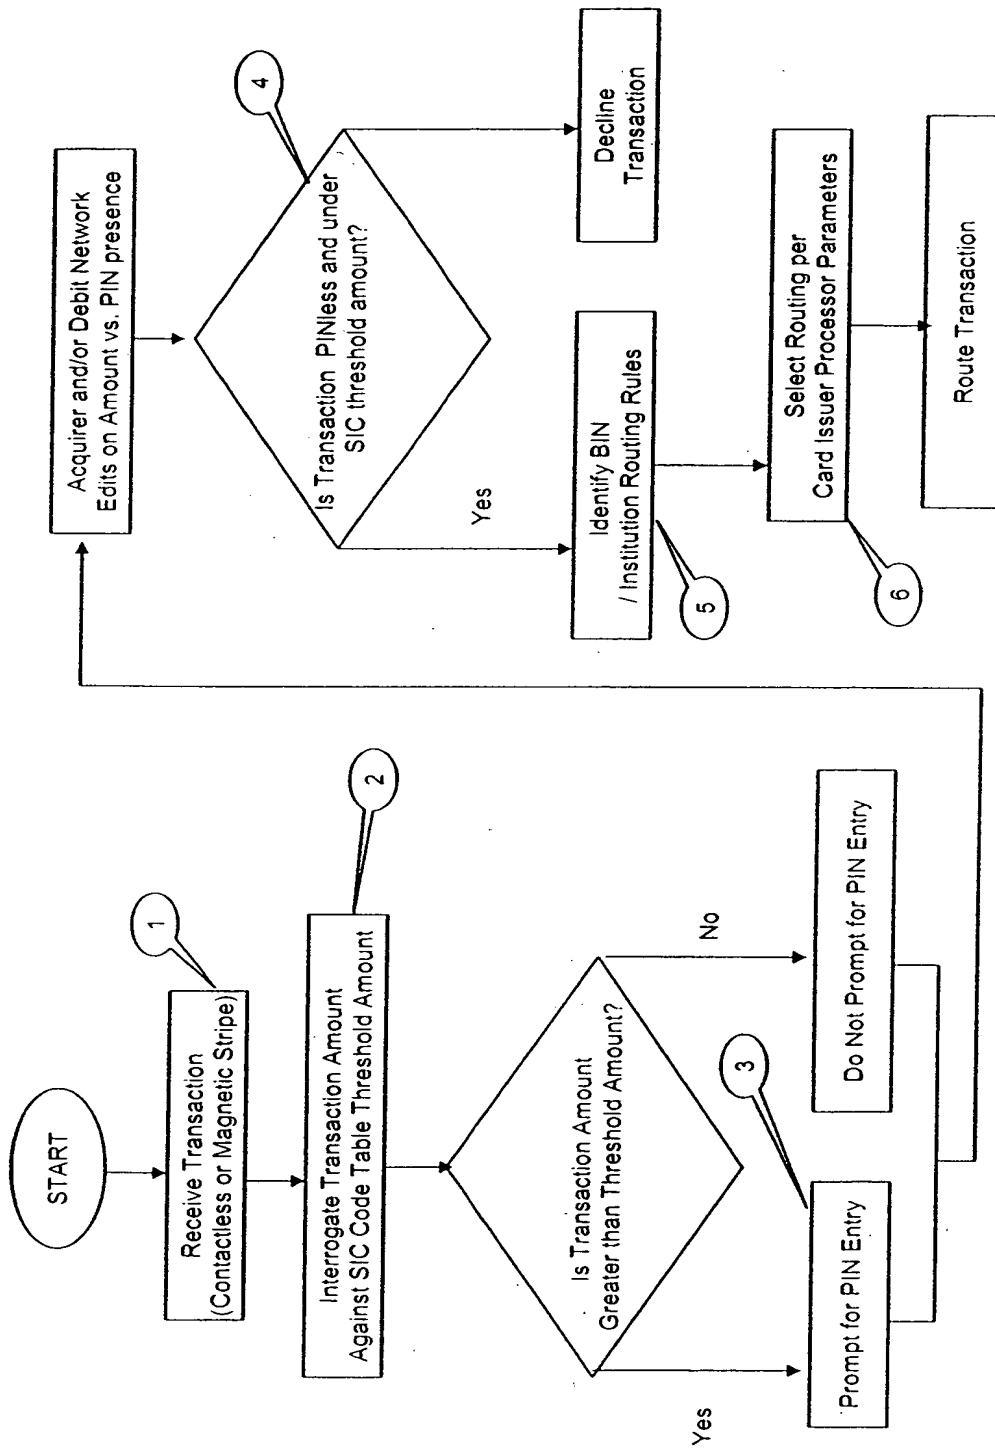 START
Receive Transaction
(Contactless or Magnetic Stripe)
1
Interrogate Transaction Amount
Against SIC Code Table Threshold Amount
2
Is Transaction Amount
Greater than Threshold Amount?
Yes
No
Prompt for PIN Entry
3
Do Not Prompt for PIN Entry
Acquirer and/or Debit Network
Edits on Amount vs. PIN presence
Is Transaction PINless and under
SIC threshold amount?
4
Yes
Identify BIN
/ Institution Routing Rules
5
Decline
Transaction
Select Routing per
Card Issuer Processor Parameters
6
Route Transaction